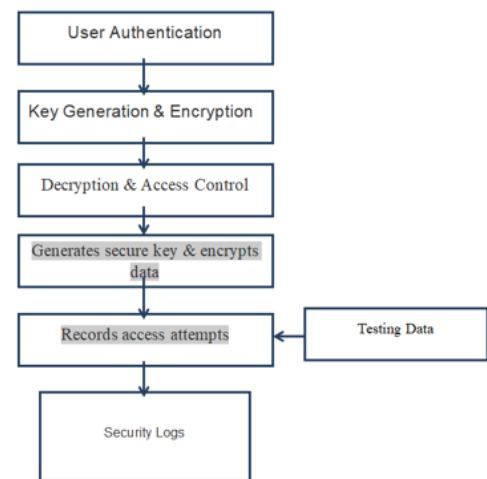 User Authentication
Key Generation & Encryption
Decryption & Access Control
Generates secure key & encrypts
data
Records access attempts
Testing Data
Security Logs